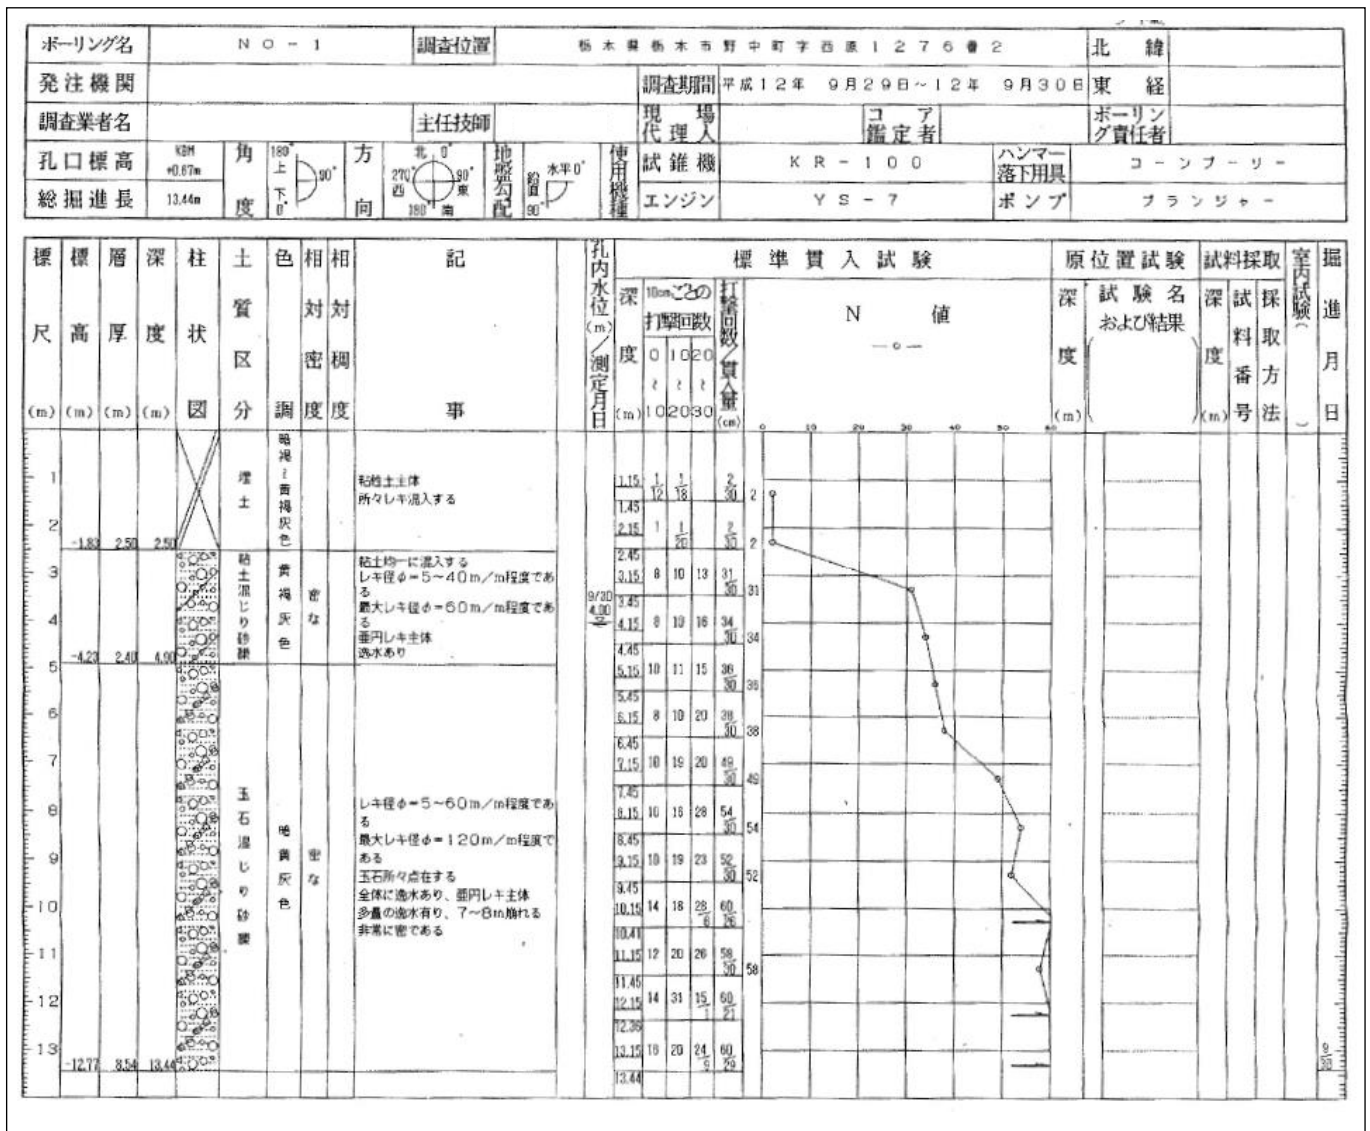 ボーリング名 NO-1 調査位置 栃木県栃木市野中町字西原1276番2 北緯
発注機関 調査期間 平成12年 9月29日~12年 9月30日 東経
調査業者名 主任技師 現場代理人 コア鑑定者 ボーリング責任者
孔口標高 KBM +0.67m 角度 180° 上 下 0° 90° 方向 北 0° 270° 西 90° 東 180° 南 地盤勾配 水平0° 鉛直 90° 使用機種 試錐機 KR-100 ハンマー落下用具 コーンプーリー
総掘進長 13.44m エンジン YS-7 ポンプ プランジャー
標尺(m) 標高(m) 層厚(m) 深度(m) 柱状図 土質区分 色調 相対密度 相対稠度 記事 孔内水位(m)/測定月日 標準貫入試験 原位置試験 試料採取 室内試験() 掘進月日
深度(m) 10cmごとの打撃回数 打撃回数/貫入量(cm) N値 深度(m) 試験名および結果 深度(m) 試料番号 採取方法
0~10 10~20 20~30
0 10 20 30 40 50 60
埋土 暗褐~黄褐灰色
粘性土主体
所々レキ混入する
-1.83 2.50 2.50
粘土混じり砂礫 黄褐灰色 密な
粘土均一に混入する
レキ径φ=5~40m/m程度であ
る
最大レキ径φ=60m/m程度であ
る
亜円レキ主体
逸水あり
9/30
4.00
-4.23 2.40 4.90
玉石混じり砂礫 暗黄灰色 密な
レキ径φ=5~60m/m程度であ
る
最大レキ径φ=120m/m程度で
ある
玉石所々点在する
全体に逸水あり、亜円レキ主体
多量の逸水有り、7~8m崩れる
非常に密である
-12.77 8.54 13.44
1
2
3
4
5
6
7
8
9
10
11
12
13
1.15 1/12 1/18 2/30 2
1.45
2.15 1 1/20 2/30 2
2.45
3.15 8 10 13 31/30 31
3.45
4.15 8 10 16 34/30 34
4.45
5.15 10 11 15 36/30 36
5.45
6.15 8 10 20 38/30 38
6.45
7.15 10 19 20 49/30 49
7.45
8.15 10 16 28 54/30 54
8.45
9.15 10 19 23 52/30 52
9.45
10.15 14 18 28/6 60/26
10.41
11.15 12 20 26 58/30 58
11.45
12.15 14 31 15/1 60/21
12.36
13.15 16 20 24/9 60/29
13.44
9/30